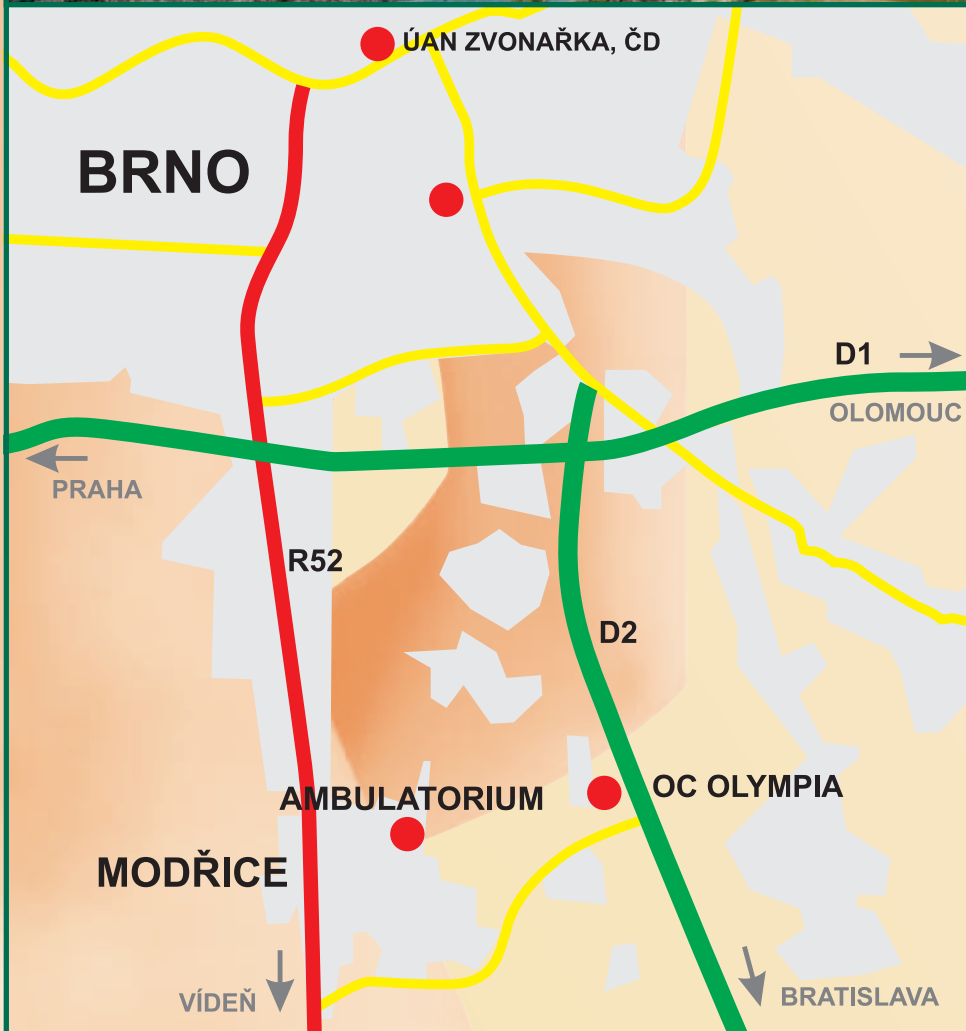 ÚAN ZVONAŘKA, ČD
BRNO
D1
OLOMOUC
PRAHA
R52
D2
OC OLYMPIA
AMBULATORIUM
MODŘICE
VÍDEŇ
BRATISLAVA